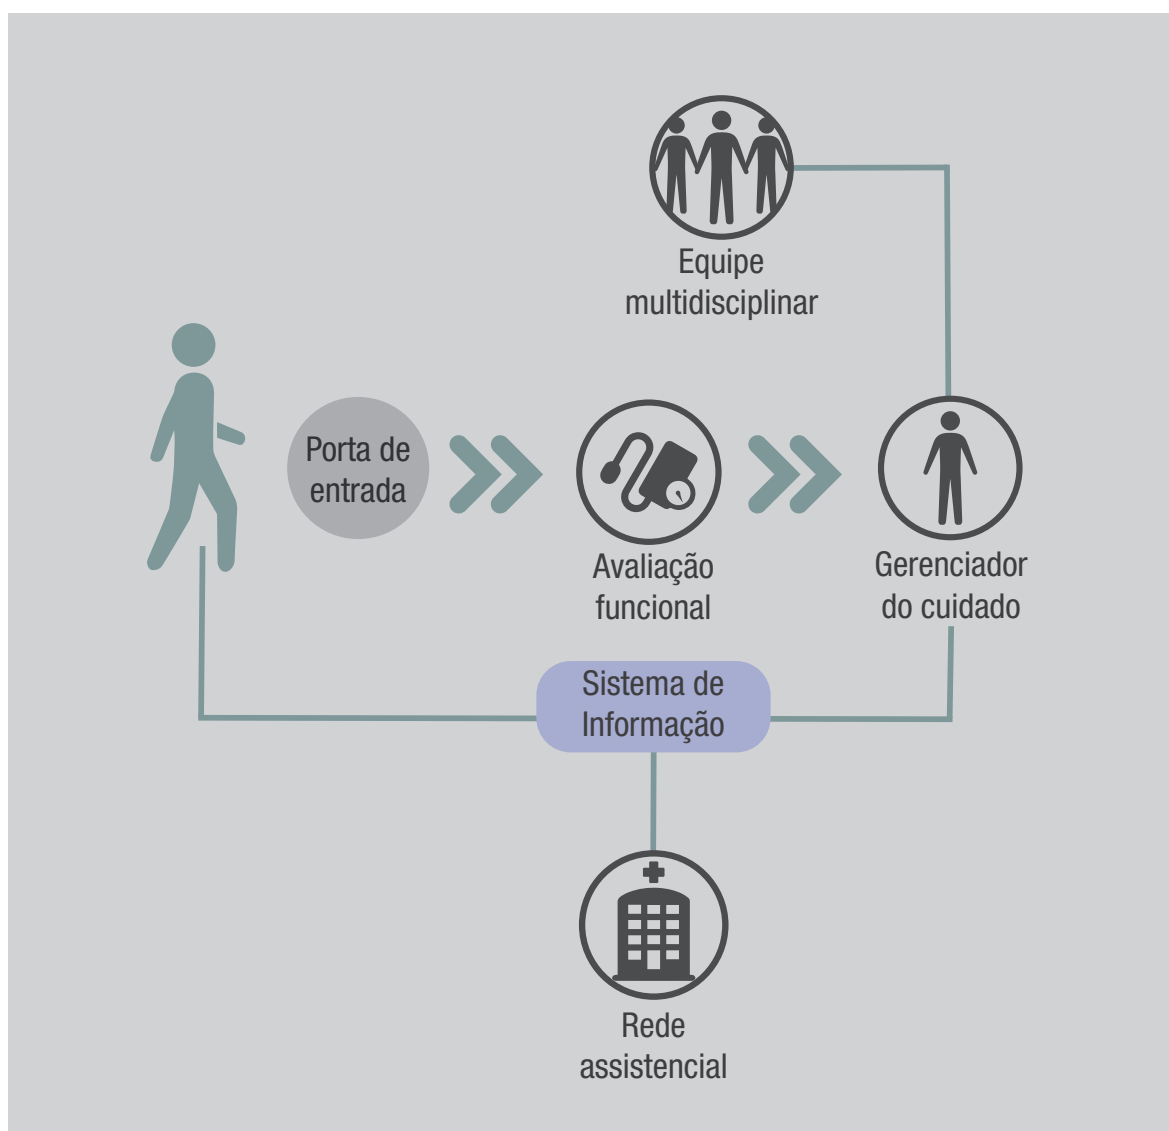 Equipe
multidisciplinar
Porta de
entrada
Avaliação
funcional
Gerenciador
do cuidado
Sistema de
Informação
Rede
assistencial